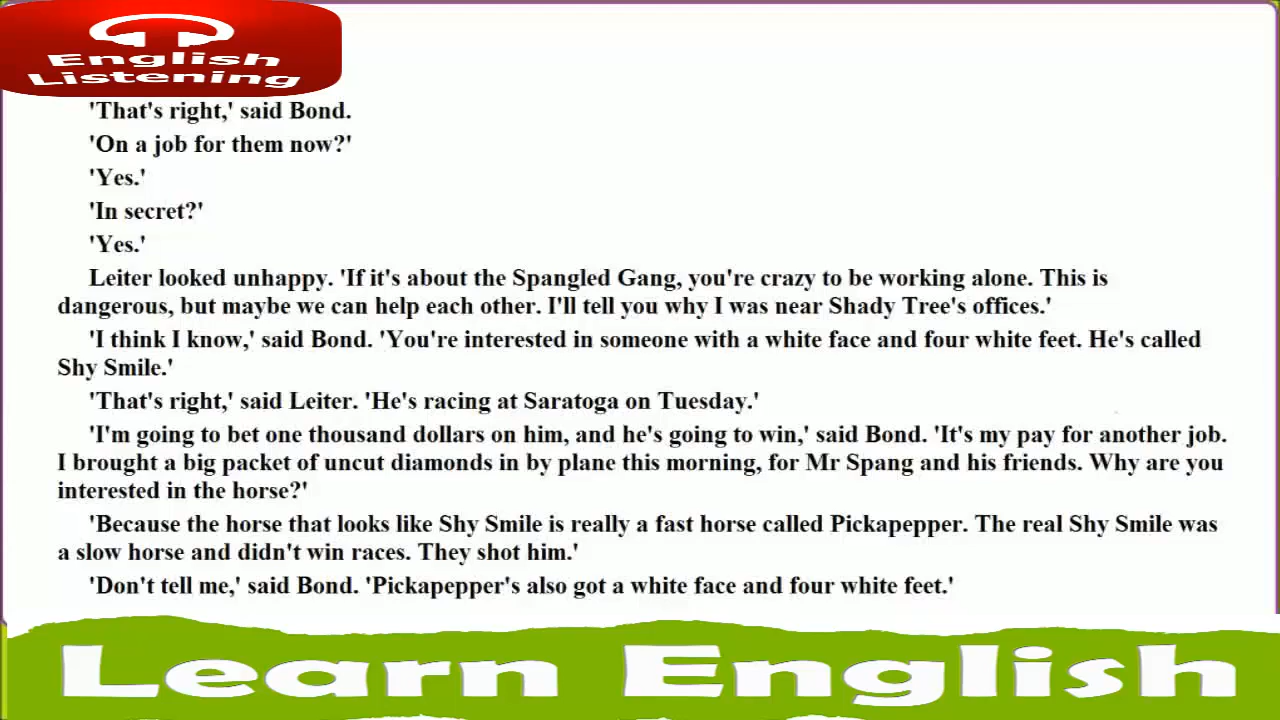 English
Listening
'That's right,' said Bond.
'On a job for them now?'
'Yes.'
'In secret?'
'Yes.'
Leiter looked unhappy. 'If it's about the Spangled Gang, you're crazy to be working alone. This is
dangerous, but maybe we can help each other. I'll tell you why I was near Shady Tree's offices.'
'I think I know,' said Bond. 'You're interested in someone with a white face and four white feet. He's called
Shy Smile.'
'That's right,' said Leiter. 'He's racing at Saratoga on Tuesday.'
'I'm going to bet one thousand dollars on him, and he's going to win,' said Bond. 'It's my pay for another job.
I brought a big packet of uncut diamonds in by plane this morning, for Mr Spang and his friends. Why are you
interested in the horse?'
'Because the horse that looks like Shy Smile is really a fast horse called Pickapepper. The real Shy Smile was
a slow horse and didn't win races. They shot him.'
'Don't tell me,' said Bond. 'Pickapepper's also got a white face and four white feet.'
Learn English